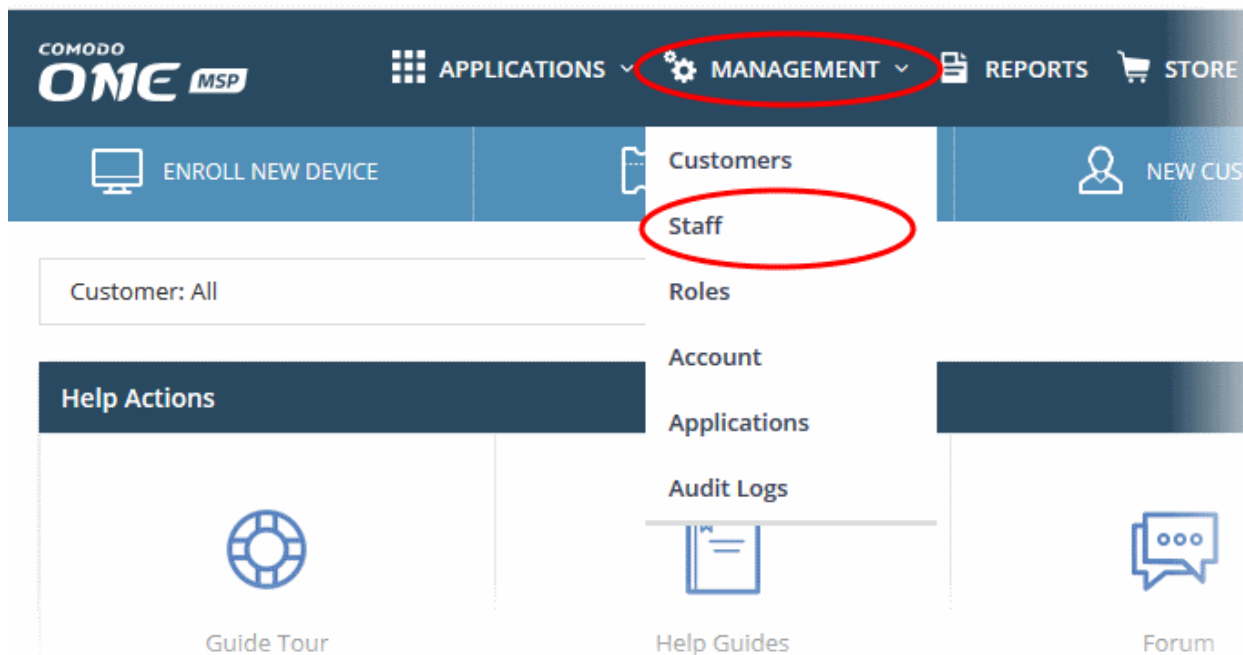 COMODO
ONE MSP
APPLICATIONS
MANAGEMENT
REPORTS
STORE
ENROLL NEW DEVICE
NEW CUS
Customers
Staff
Roles
Account
Applications
Audit Logs
Customer: All
Help Actions
Guide Tour
Help Guides
Forum